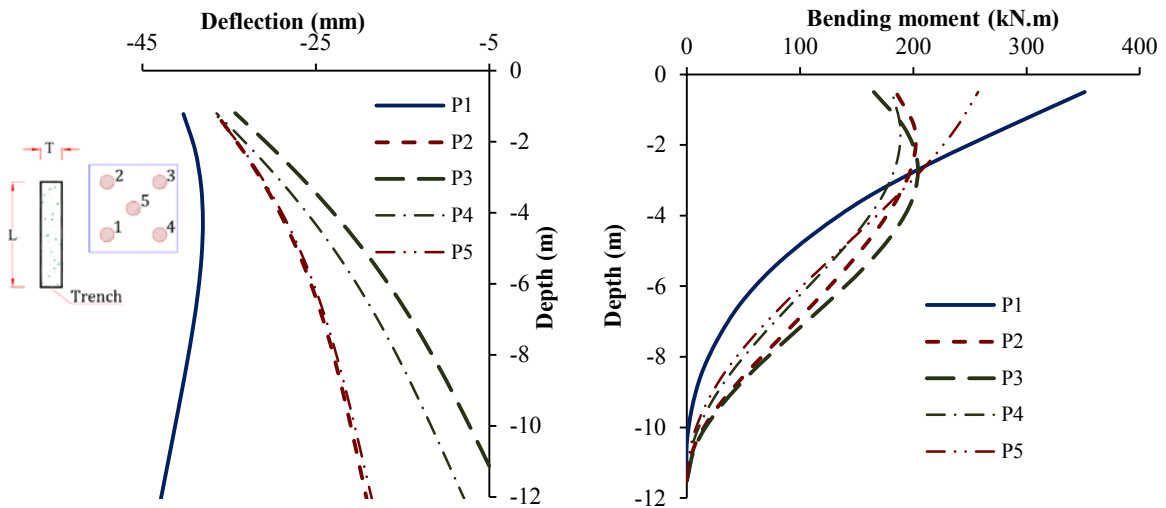 Deflection (mm)
-45 -25 -5
0
-2
-4
-6
-8
-10
-12
Depth (m)
P1
P2
P3
P4
P5
T
L
2 3
5
1 4
Trench
Bending moment (kN.m)
0 100 200 300 400
0
-2
-4
-6
-8
-10
-12
Depth (m)
P1
P2
P3
P4
P5